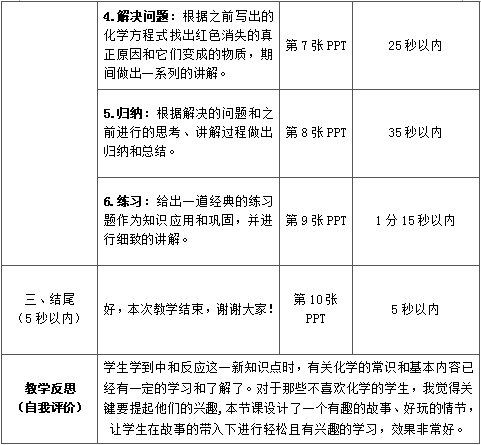 4.解决问题：根据之前写出的
化学方程式找出红色消失的真
正原因和它们变成的物质，期
间做出一系列的讲解。
第 7 张 PPT
25 秒以内
5.归纳：根据解决的问题和之
前进行的思考、讲解过程做出
归纳和总结。
第 8 张 PPT
35 秒以内
6.练习：给出一道经典的练习
题作为知识应用和巩固，并进
行细致的讲解。
第 9 张 PPT
1 分 15 秒以内
三、结尾
（5 秒以内）
好，本次教学结束，谢谢大家！
第 10 张
PPT
5 秒以内
教学反思
（自我评价）
学生学到中和反应这一新知识点时，有关化学的常识和基本内容已
经有一定的学习和了解了。对于那些不喜欢化学的学生，我觉得关
键要提起他们的兴趣,本节课设计了一个有趣的故事、好玩的情节，
让学生在故事的带入下进行轻松且有兴趣的学习，效果非常好。